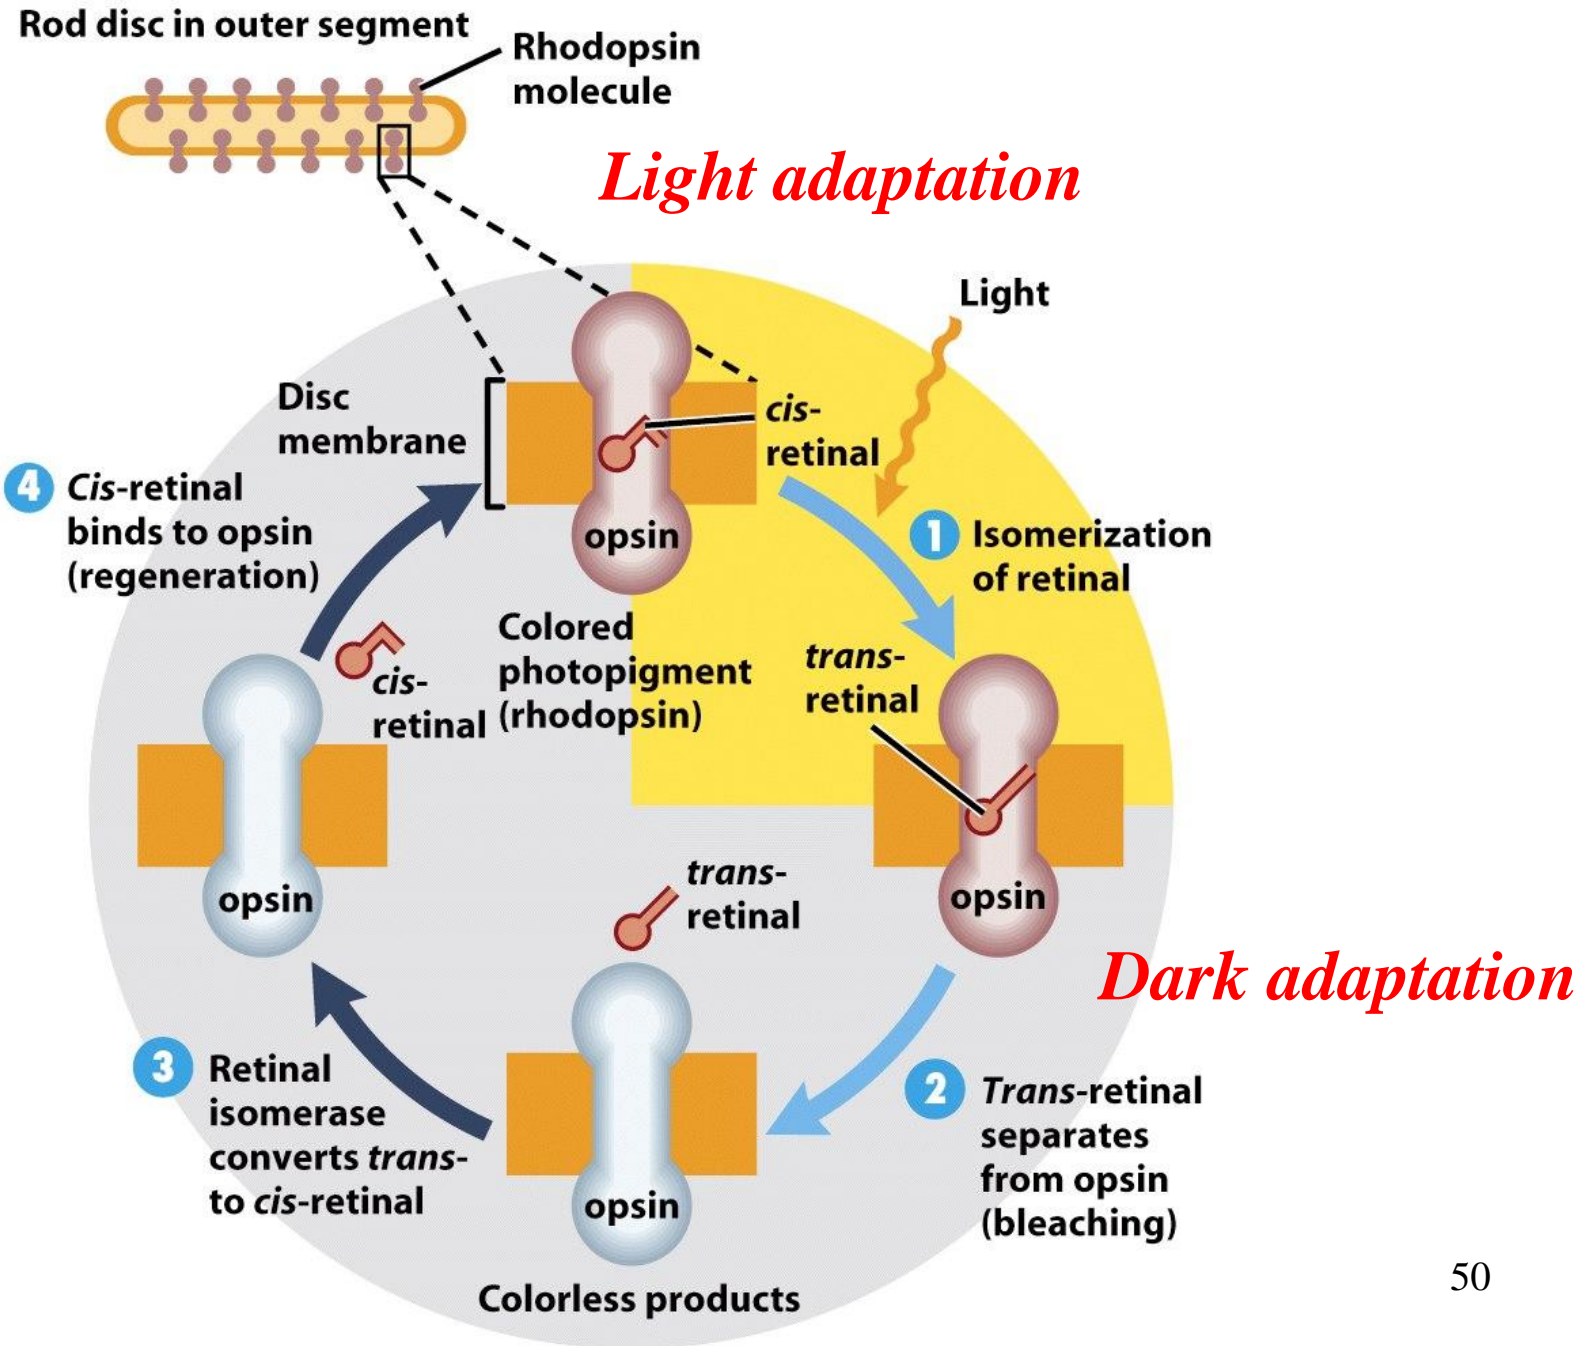 Rod disc in outer segment
Rhodopsin
molecule
Light adaptation
Light
Disc
membrane
cis-
retinal
opsin
4 Cis-retinal
binds to opsin
(regeneration)
1 Isomerization
of retinal
cis-
retinal
Colored
photopigment
(rhodopsin)
trans-
retinal
opsin
opsin
trans-
retinal
Dark adaptation
3 Retinal
isomerase
converts trans-
to cis-retinal
2 Trans-retinal
separates
from opsin
(bleaching)
opsin
Colorless products
50